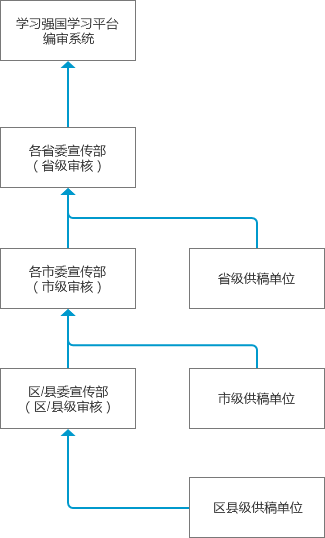 学习强国学习平台
编审系统
各省委宣传部
（省级审核）
各市委宣传部
（市级审核）
省级供稿单位
区/县委宣传部
（区/县级审核）
市级供稿单位
区县级供稿单位